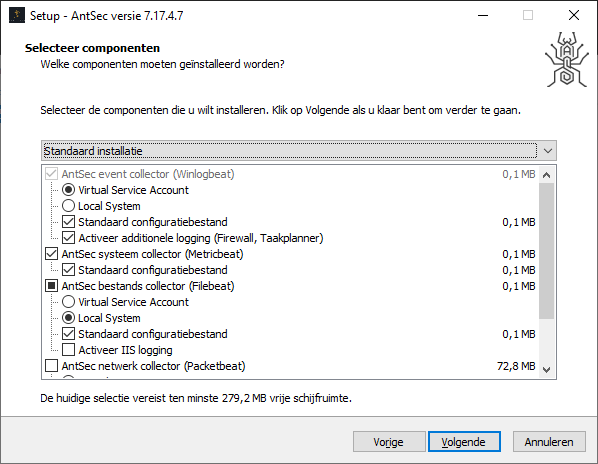 Setup - AntSec versie 7.17.4.7
Selecteer componenten
Welke componenten moeten geïnstalleerd worden?
Selecteer de componenten die u wilt installeren. Klik op Volgende als u klaar bent om verder te gaan.
Standaard installatie
AntSec event collector (Winlogbeat) 0,1 MB
Virtual Service Account
Local System
Standaard configuratiebestand 0,1 MB
Activeer additionele logging (Firewall, Taakplanner)
AntSec systeem collector (Metricbeat) 0,1 MB
Standaard configuratiebestand 0,1 MB
AntSec bestands collector (Filebeat) 0,1 MB
Virtual Service Account
Local System
Standaard configuratiebestand 0,1 MB
Activeer IIS logging
AntSec netwerk collector (Packetbeat) 72,8 MB
De huidige selectie vereist ten minste 279,2 MB vrije schijfruimte.
Vorige Volgende Annuleren